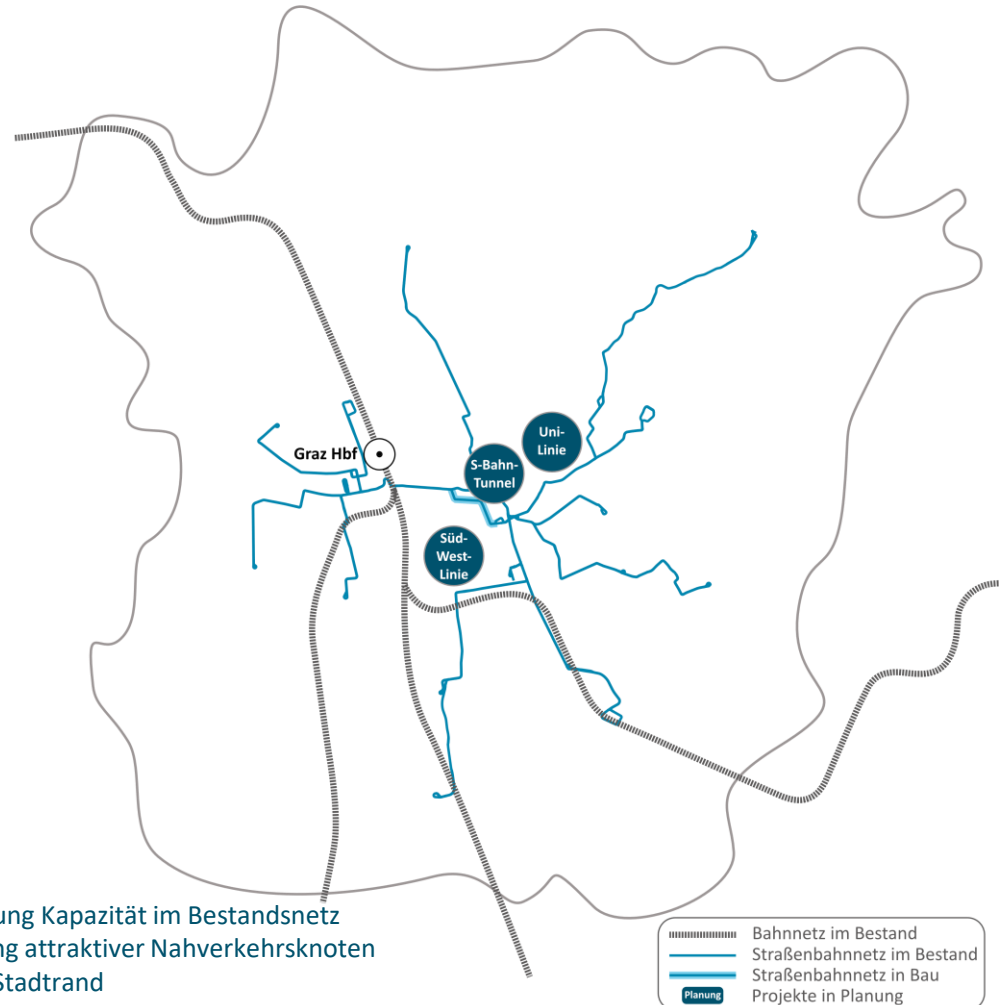 Graz Hbf
Uni-
Linie
S-Bahn-
Tunnel
Süd-
West-
Linie
ung Kapazität im Bestandsnetz
ng attraktiver Nahverkehrsknoten
Stadtrand
Bahnnetz im Bestand
Straßenbahnnetz im Bestand
Straßenbahnnetz in Bau
Planung Projekte in Planung